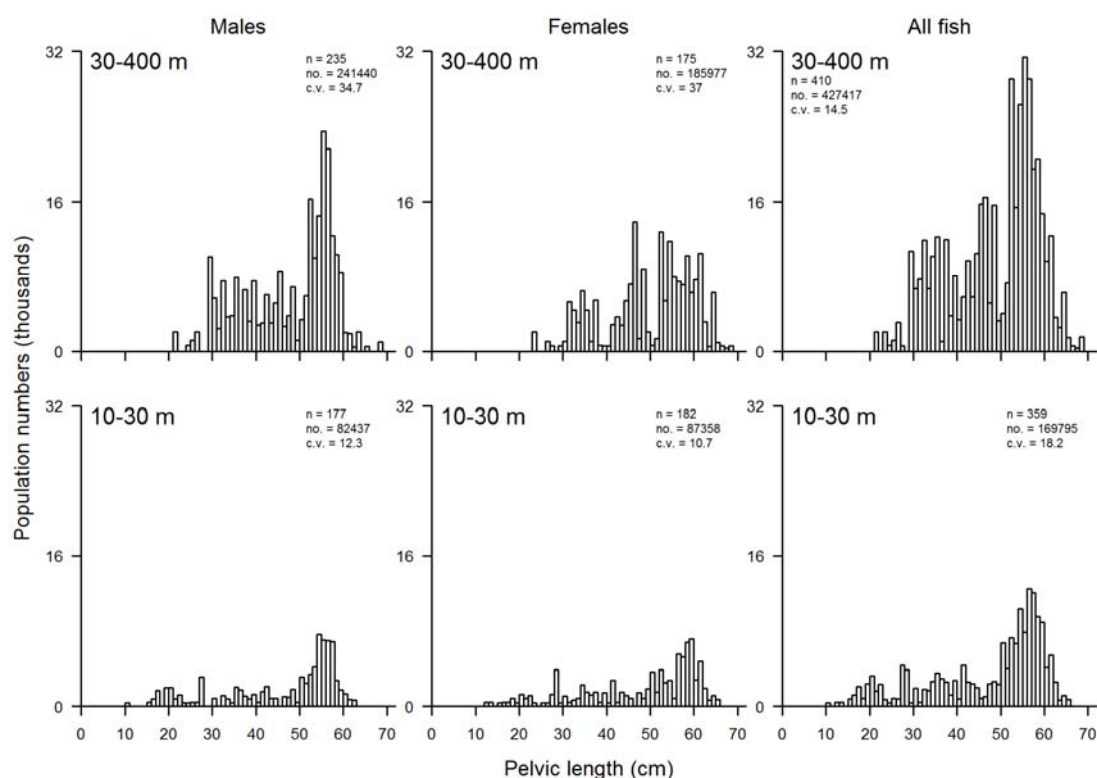 Males
Females
All fish
Population numbers (thousands)
32
16
0
30-400 m
n = 235
no. = 241440
c.v. = 34.7
32
16
0
30-400 m
n = 175
no. = 185977
c.v. = 37
32
16
0
30-400 m
n = 410
no. = 427417
c.v. = 14.5
32
16
0
10-30 m
n = 177
no. = 82437
c.v. = 12.3
0 10 20 30 40 50 60 70
32
16
0
10-30 m
n = 182
no. = 87358
c.v. = 10.7
0 10 20 30 40 50 60 70
32
16
0
10-30 m
n = 359
no. = 169795
c.v. = 18.2
0 10 20 30 40 50 60 70
Pelvic length (cm)